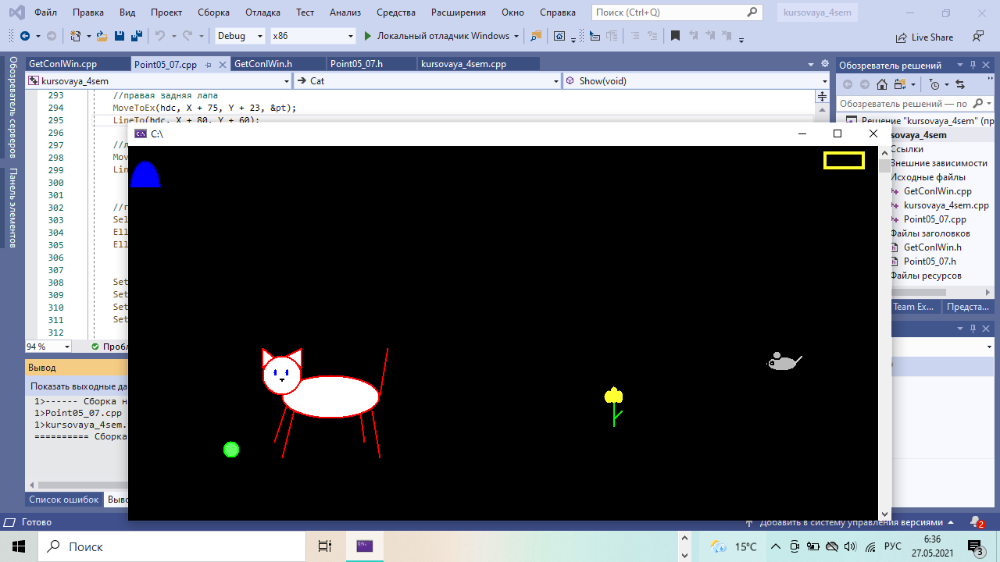 Файл Правка Вид Проект Сборка Отладка Тест Анализ Средства Расширения Окно Справка Поиск (Ctrl+Q) kursovaya_4sem
Debug x86 Локальный отладчик Windows Live Share
Обозреватель серверов
Панель элементов
GetConlWin.cpp Point05_07.cpp GetConlWin.h Point05_07.h kursovaya_4sem.cpp
kursovaya_4sem Cat Show(void)
293 //правая задняя лапа
294 MoveToEx(hdc, X + 75, Y + 23, &pt);
295 LineTo(hdc, X + 80, Y + 60);
296
297 //л
298 Mov
299 Lin
300
301
302 //г
303 Sel
304 Ell
305 Ell
306
307
308 Set
309 Set
310 Set
311 Set
312
94 % Пробл
Вывод
Показать выходные да
1>------ Сборка н
1>Point05_07.cpp
1>kursovaya_4sem.
========== Сборка
Список ошибок Выво
C:\
Обозреватель решений
Обозреватель решений — по
Решение "kursovaya_4sem" (пр
sovaya_4sem
Ссылки
Внешние зависимости
Исходные файлы
GetConlWin.cpp
kursovaya_4sem.cpp
Point05_07.cpp
Файлы заголовков
GetConlWin.h
Point05_07.h
Файлы ресурсов
Team Ex... Предста...
Готово Добавить в систему управления версиями 2
Поиск 15°C РУС 6:36
27.05.2021 3